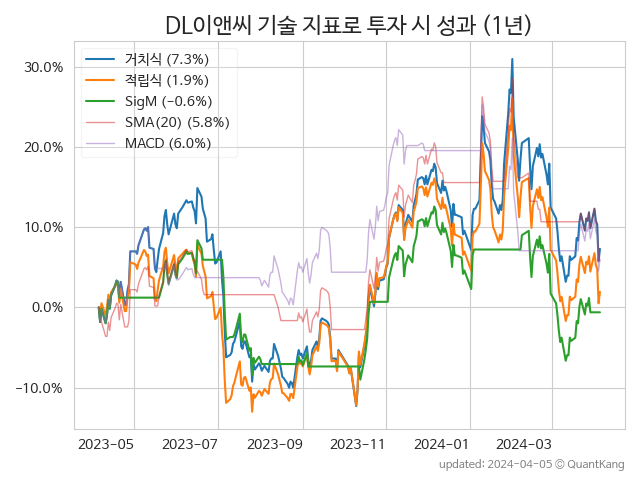 DL이앤씨 기술 지표로 투자 시 성과 (1년)
거치식 (7.3%)
적립식 (1.9%)
SigM (-0.6%)
SMA(20) (5.8%)
MACD (6.0%)
30.0%
20.0%
10.0%
0.0%
-10.0%
2023-05 2023-07 2023-09 2023-11 2024-01 2024-03
updated: 2024-04-05 © QuantKang